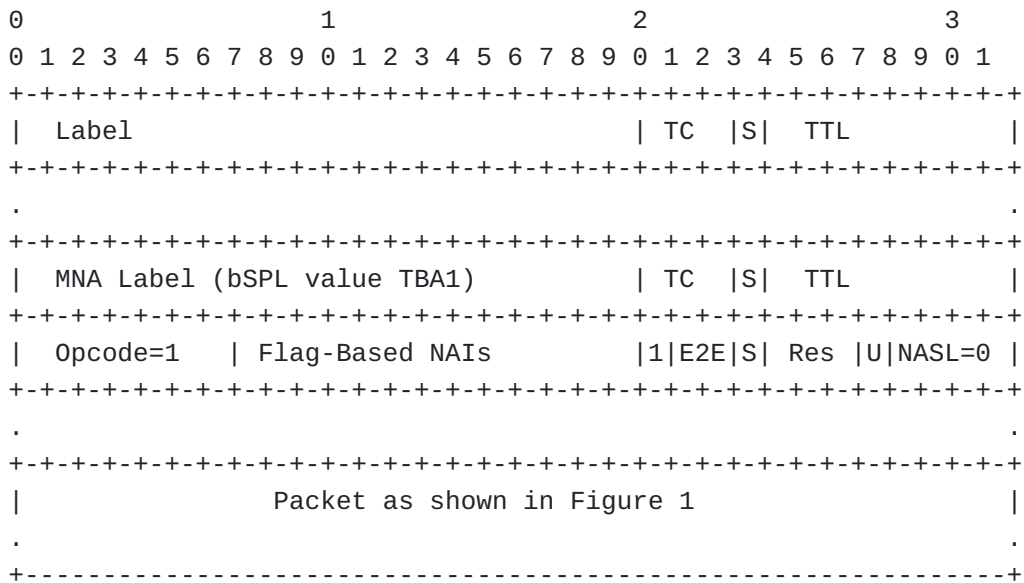 0                   1                   2                   3
0 1 2 3 4 5 6 7 8 9 0 1 2 3 4 5 6 7 8 9 0 1 2 3 4 5 6 7 8 9 0 1
+-+-+-+-+-+-+-+-+-+-+-+-+-+-+-+-+-+-+-+-+-+-+-+-+-+-+-+-+-+-+-+-+
|  Label                                | TC  |S|  TTL          |
+-+-+-+-+-+-+-+-+-+-+-+-+-+-+-+-+-+-+-+-+-+-+-+-+-+-+-+-+-+-+-+-+
.                                                               .
+-+-+-+-+-+-+-+-+-+-+-+-+-+-+-+-+-+-+-+-+-+-+-+-+-+-+-+-+-+-+-+-+
|  MNA Label (bSPL value TBA1)          | TC  |S|  TTL          |
+-+-+-+-+-+-+-+-+-+-+-+-+-+-+-+-+-+-+-+-+-+-+-+-+-+-+-+-+-+-+-+-+
|  Opcode=1   | Flag-Based NAIs         |1|E2E|S| Res |U|NASL=0 |
+-+-+-+-+-+-+-+-+-+-+-+-+-+-+-+-+-+-+-+-+-+-+-+-+-+-+-+-+-+-+-+-+
.                                                               .
+-+-+-+-+-+-+-+-+-+-+-+-+-+-+-+-+-+-+-+-+-+-+-+-+-+-+-+-+-+-+-+-+
|                Packet as shown in Figure 1                    |
.                                                               .
+---------------------------------------------------------------+